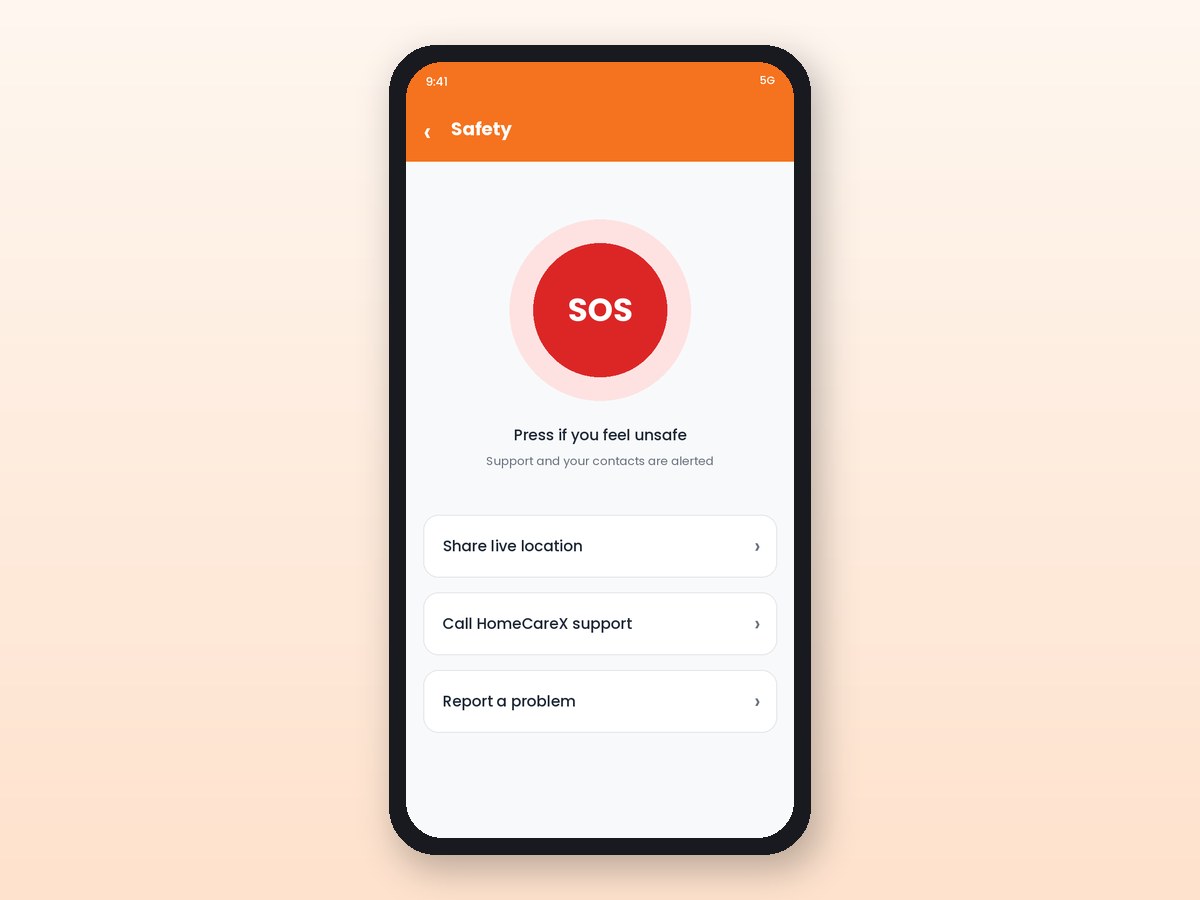 9:41
5G
‹ Safety
SOS
Press if you feel unsafe
Support and your contacts are alerted
Share live location ›
Call HomeCareX support ›
Report a problem ›